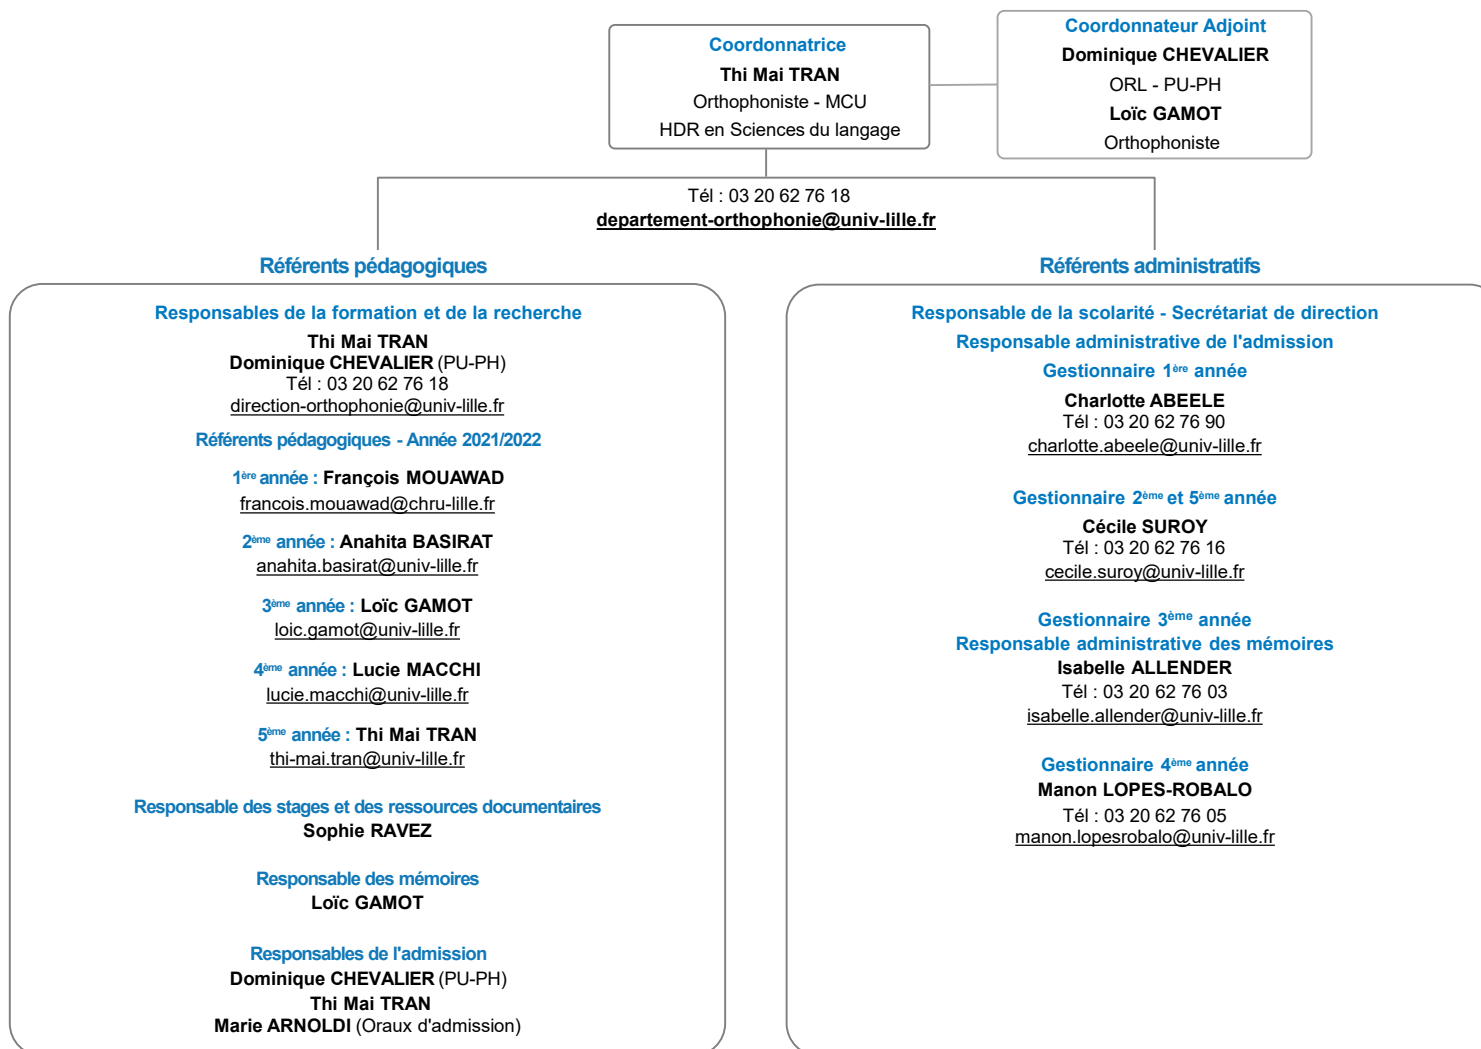 Coordonnatrice
Thi Mai TRAN
Orthophoniste - MCU
HDR en Sciences du langage
Coordonnateur Adjoint
Dominique CHEVALIER
ORL - PU-PH
Loïc GAMOT
Orthophoniste
Tél : 03 20 62 76 18
departement-orthophonie@univ-lille.fr
Référents pédagogiques
Responsables de la formation et de la recherche
Thi Mai TRAN
Dominique CHEVALIER (PU-PH)
Tél : 03 20 62 76 18
direction-orthophonie@univ-lille.fr
Référents pédagogiques - Année 2021/2022
1ère année : François MOUAWAD
francois.mouawad@chru-lille.fr
2ème année : Anahita BASIRAT
anahita.basirat@univ-lille.fr
3ème année : Loïc GAMOT
loic.gamot@univ-lille.fr
4ème année : Lucie MACCHI
lucie.macchi@univ-lille.fr
5ème année : Thi Mai TRAN
thi-mai.tran@univ-lille.fr
Responsable des stages et des ressources documentaires
Sophie RAVEZ
Responsable des mémoires
Loïc GAMOT
Responsables de l'admission
Dominique CHEVALIER (PU-PH)
Thi Mai TRAN
Marie ARNOLDI (Oraux d'admission)
Référents administratifs
Responsable de la scolarité - Secrétariat de direction
Responsable administrative de l'admission
Gestionnaire 1ère année
Charlotte ABEELE
Tél : 03 20 62 76 90
charlotte.abeele@univ-lille.fr
Gestionnaire 2ème et 5ème année
Cécile SUROY
Tél : 03 20 62 76 16
cecile.suroy@univ-lille.fr
Gestionnaire 3ème année
Responsable administrative des mémoires
Isabelle ALLENDER
Tél : 03 20 62 76 03
isabelle.allender@univ-lille.fr
Gestionnaire 4ème année
Manon LOPES-ROBALO
Tél : 03 20 62 76 05
manon.lopesrobalo@univ-lille.fr